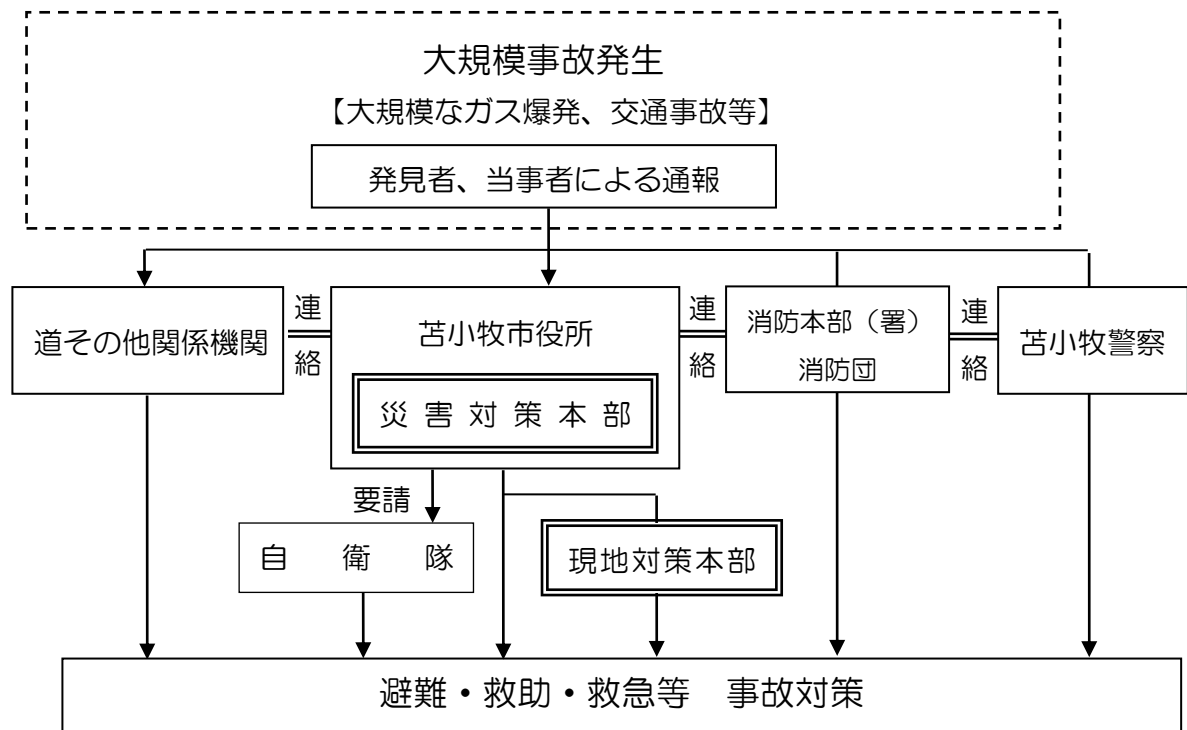 大規模事故発生
【大規模なガス爆発、交通事故等】
発見者、当事者による通報
道その他関係機関
連
絡
苫小牧市役所
災害対策本部
連
絡
消防本部（署）
消防団
連
絡
苫小牧警察
要請
自衛隊
現地対策本部
避難・救助・救急等　事故対策